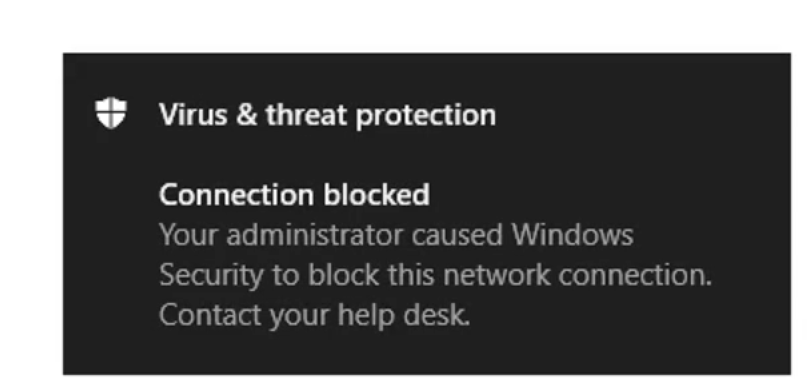 Virus & threat protection
Connection blocked
Your administrator caused Windows
Security to block this network connection.
Contact your help desk.